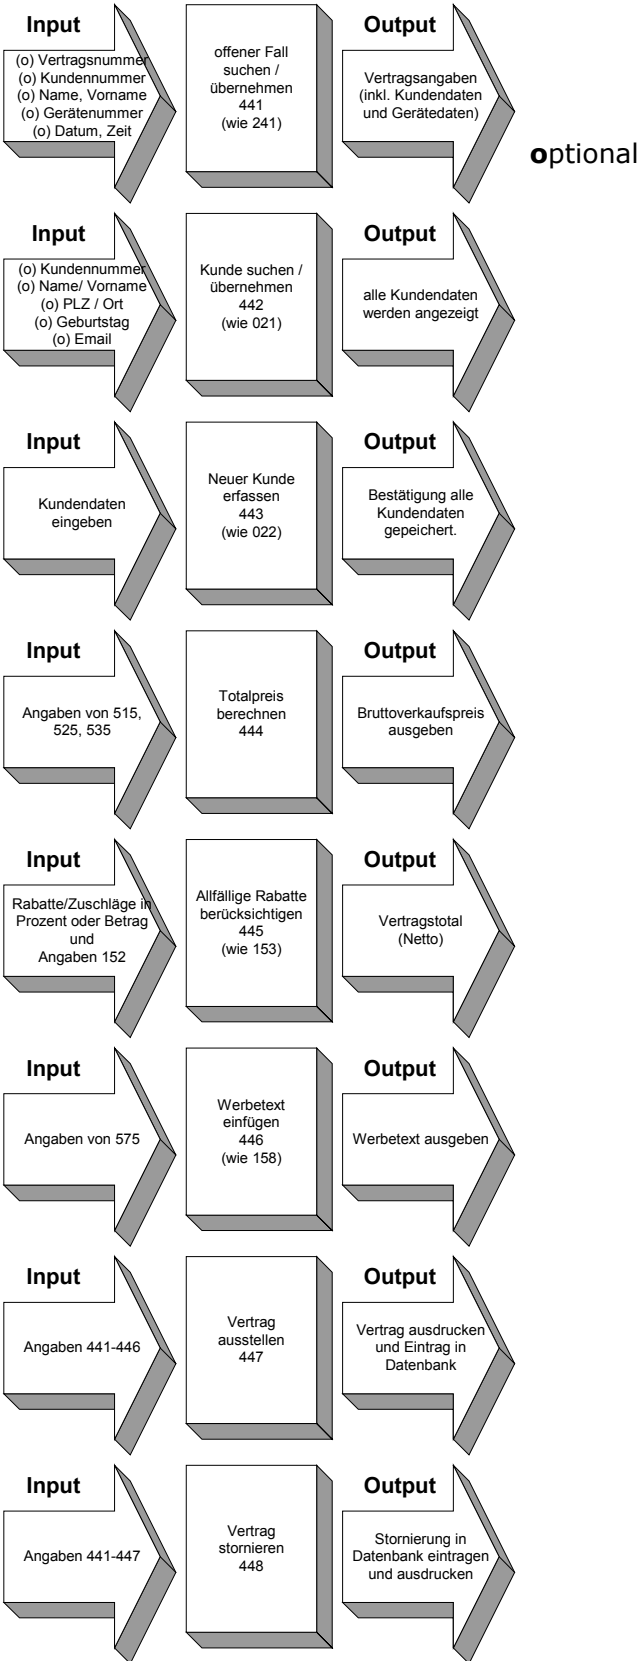 Input
(o) Vertragsnummer
(o) Kundennummer
(o) Name, Vorname
(o) Gerätenummer
(o) Datum, Zeit
offener Fall
suchen /
übernehmen
441
(wie 241)
Output
Vertragsangaben
(inkl. Kundendaten
und Gerätedaten)
optional
Input
(o) Kundennummer
(o) Name/ Vorname
(o) PLZ / Ort
(o) Geburtstag
(o) Email
Kunde suchen /
übernehmen
442
(wie 021)
Output
alle Kundendaten
werden angezeigt
Input
Kundendaten
eingeben
Neuer Kunde
erfassen
443
(wie 022)
Output
Bestätigung alle
Kundendaten
gepeichert.
Input
Angaben von 515,
525, 535
Totalpreis
berechnen
444
Output
Bruttoverkaufspreis
ausgeben
Input
Rabatte/Zuschläge in
Prozent oder Betrag
und
Angaben 152
Allfällige Rabatte
berücksichtigen
445
(wie 153)
Output
Vertragstotal
(Netto)
Input
Angaben von 575
Werbetext
einfügen
446
(wie 158)
Output
Werbetext ausgeben
Input
Angaben 441-446
Vertrag
ausstellen
447
Output
Vertrag ausdrucken
und Eintrag in
Datenbank
Input
Angaben 441-447
Vertrag
stornieren
448
Output
Stornierung in
Datenbank eintragen
und ausdrucken